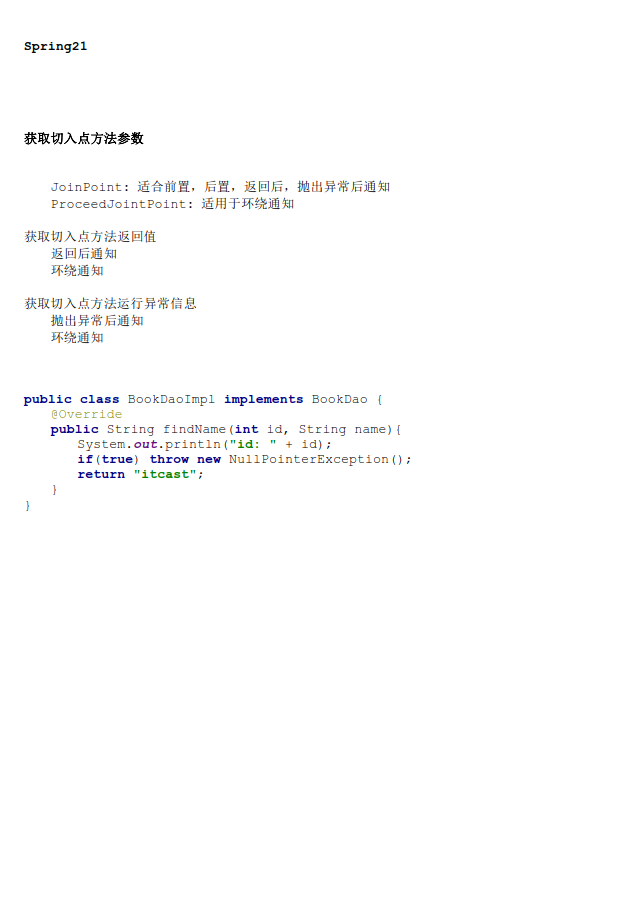 Spring21
获取切入点方法参数
JoinPoint: 适合前置，后置，返回后，抛出异常后通知
ProceedJointPoint: 适用于环绕通知
获取切入点方法返回值
返回后通知
环绕通知
获取切入点方法运行异常信息
抛出异常后通知
环绕通知
public class BookDaoImpl implements BookDao {
@Override
public String findName(int id, String name){
System.out.println("id: " + id);
if(true) throw new NullPointerException();
return "itcast";
}
}